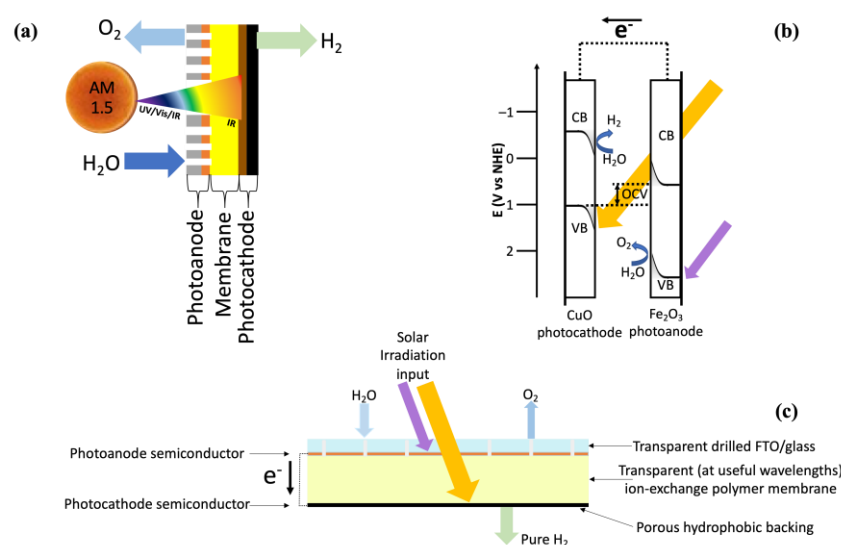 (a)
O2
H2
AM
1.5
UV/Vis/IR
IR
H2O
Photoanode
Membrane
Photocathode
(b)
e-
E (V vs NHE)
–1
0
1
2
CB
H2
H2O
VB
CB
OCV
O2
H2O
VB
CuO
photocathode
Fe2O3
photoanode
(c)
Solar
Irradiation
input
H2O
O2
Photoanode semiconductor
e-
Photocathode semiconductor
Transparent drilled FTO/glass
Transparent (at useful wavelengths)
ion-exchange polymer membrane
Porous hydrophobic backing
Pure H2